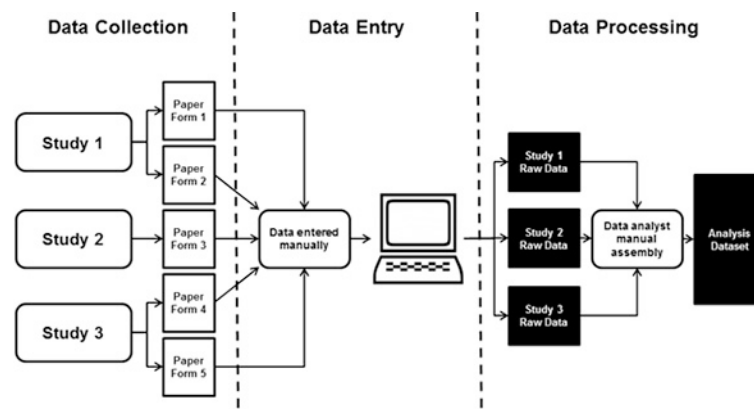 Data Collection
Data Entry
Data Processing
Study 1
Study 2
Study 3
Paper
Form 1
Paper
Form 2
Paper
Form 3
Paper
Form 4
Paper
Form 5
Data entered
manually
Study 1
Raw Data
Study 2
Raw Data
Study 3
Raw Data
Data analyst
manual
assembly
Analysis
Dataset